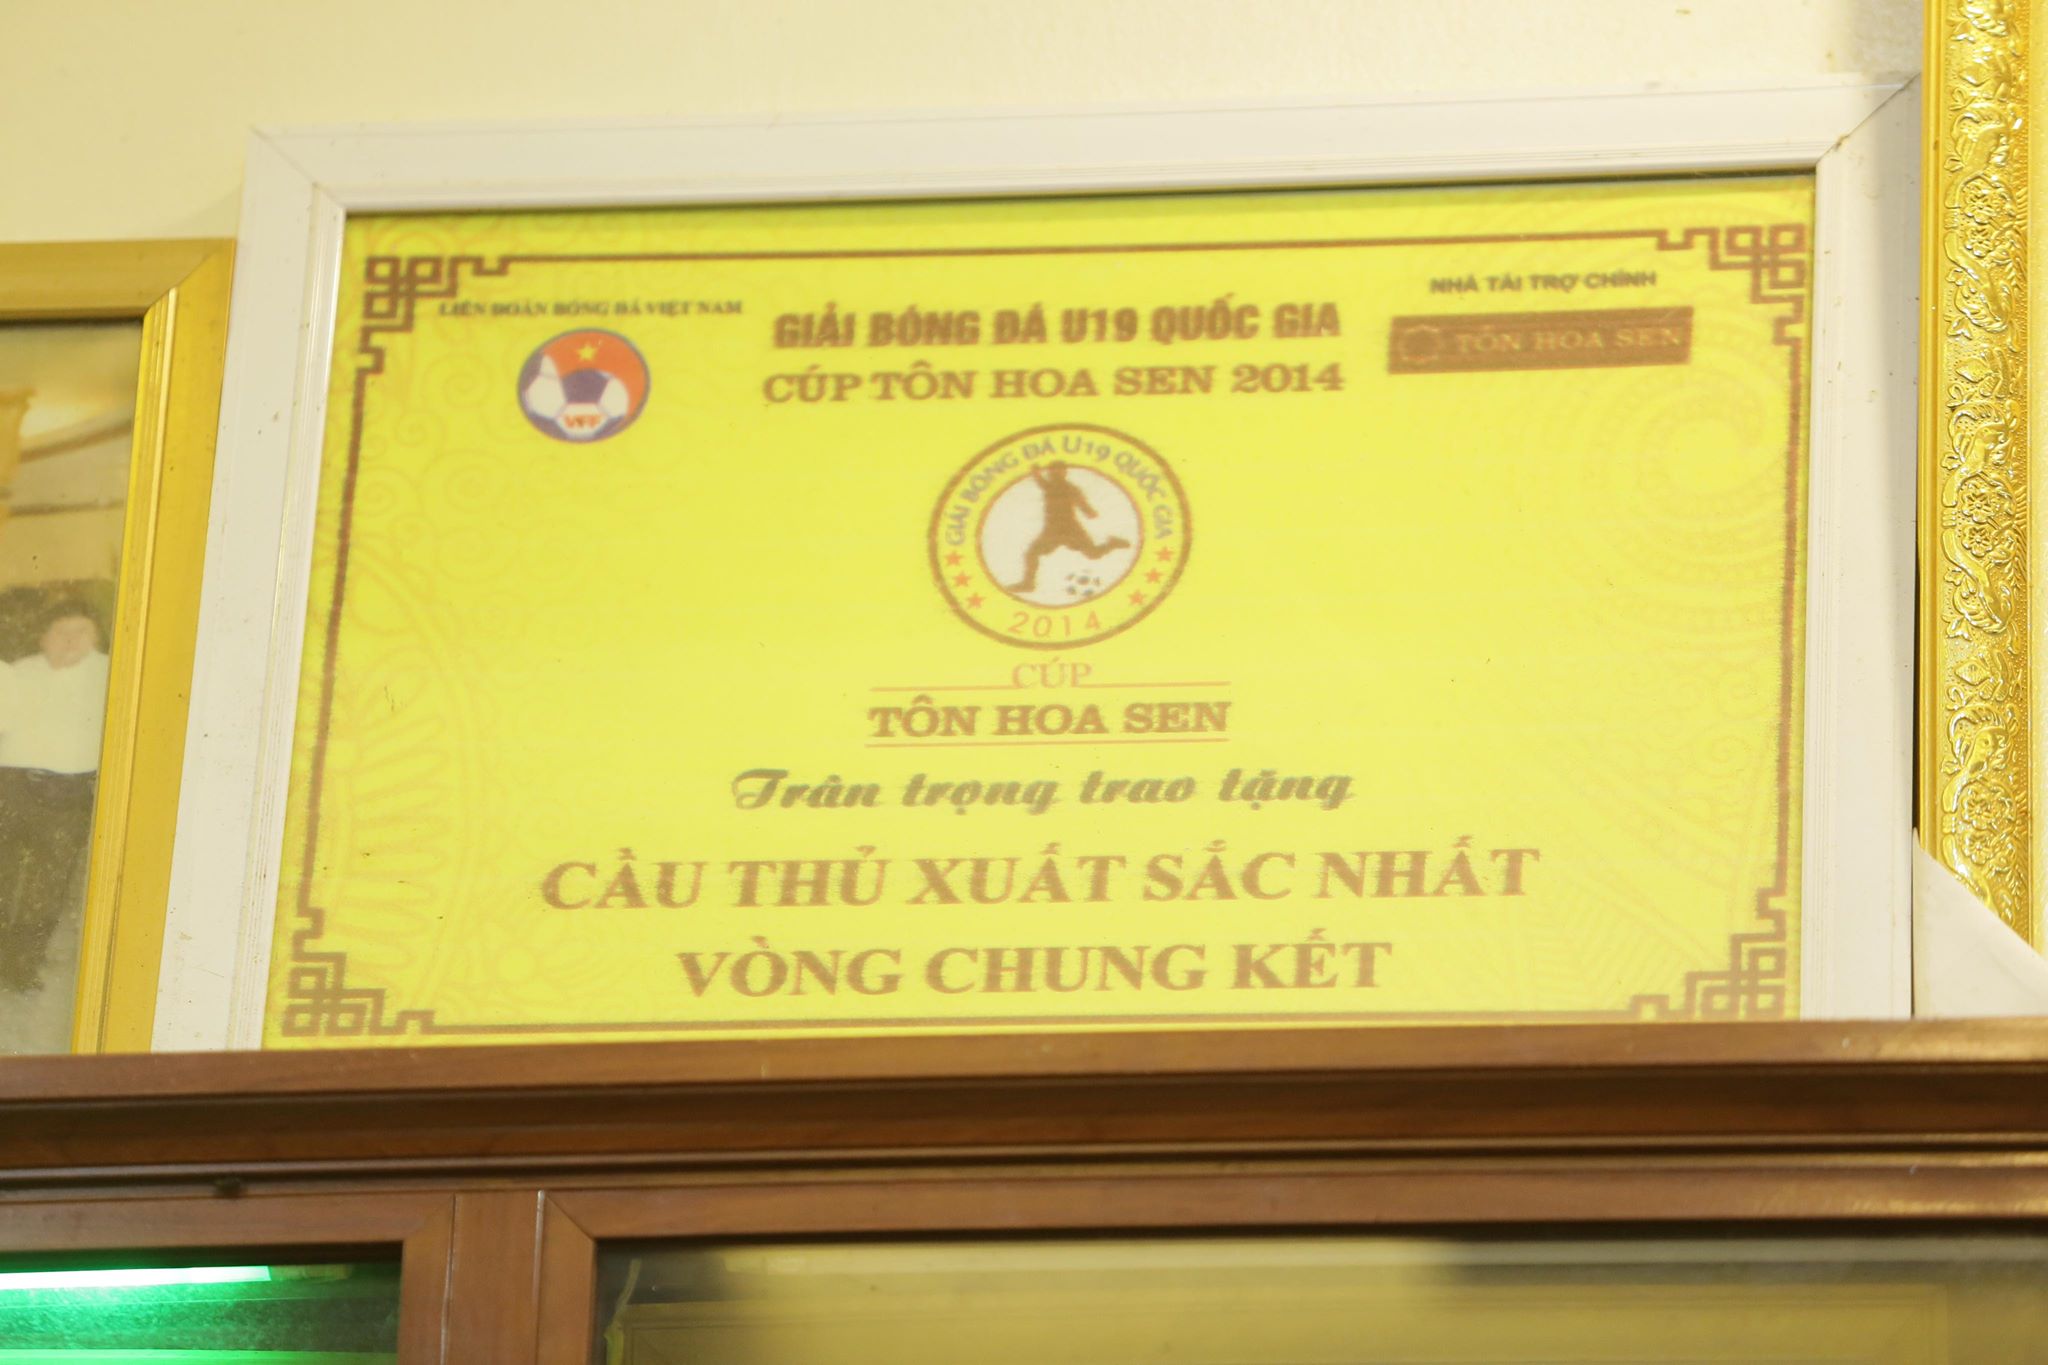 LIÊN ĐOÀN BÓNG ĐÁ VIỆT NAM
VFF
GIẢI BÓNG ĐÁ U19 QUỐC GIA
CÚP TÔN HOA SEN 2014
NHÀ TÀI TRỢ CHÍNH
TÔN HOA SEN
GIẢI BÓNG ĐÁ U19 QUỐC GIA
2014
CÚP
TÔN HOA SEN
Trân trọng trao tặng
CẦU THỦ XUẤT SẮC NHẤT
VÒNG CHUNG KẾT